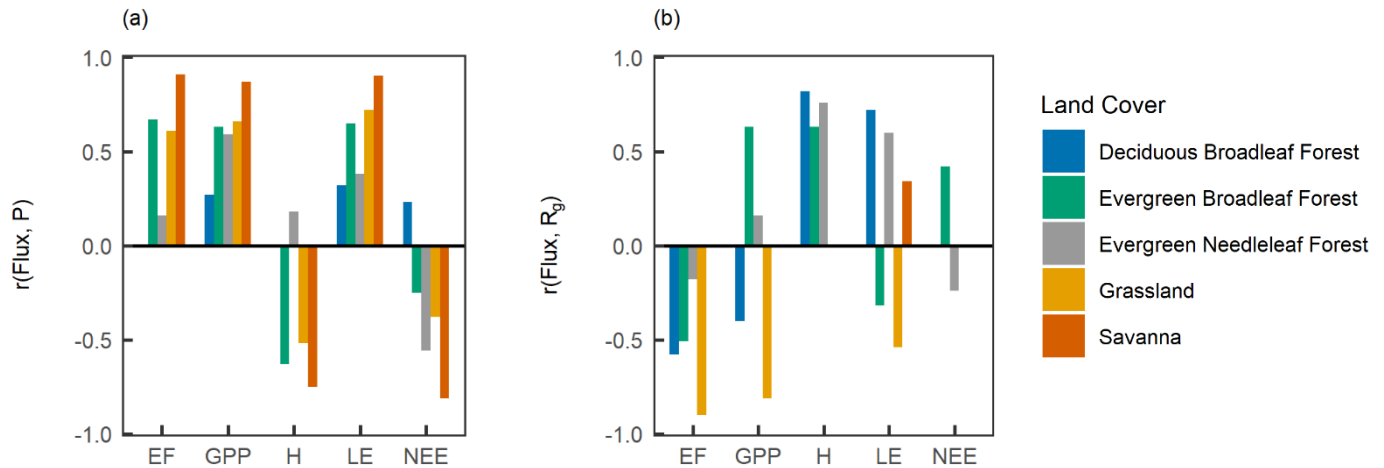 (a)
(b)
1.0
0.5
0.0
-0.5
-1.0
r(Flux, P)
EF GPP H LE NEE
1.0
0.5
0.0
-0.5
-1.0
r(Flux, Rg)
EF GPP H LE NEE
Land Cover
Deciduous Broadleaf Forest
Evergreen Broadleaf Forest
Evergreen Needleleaf Forest
Grassland
Savanna